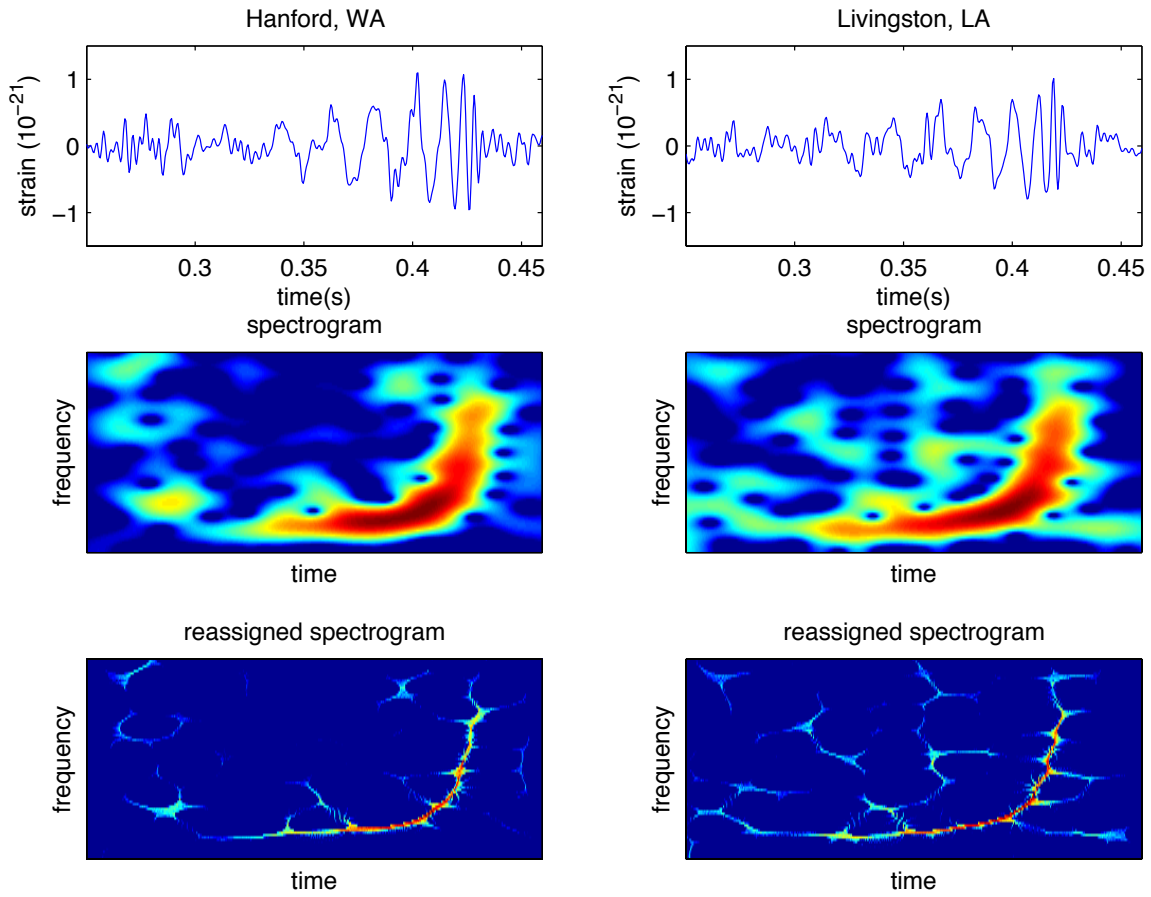 Hanford, WA
strain (10⁻²¹)
1
0
−1
0.3 0.35 0.4 0.45
time(s)
Livingston, LA
strain (10⁻²¹)
1
0
−1
0.3 0.35 0.4 0.45
time(s)
spectrogram
frequency
time
spectrogram
frequency
time
reassigned spectrogram
frequency
time
reassigned spectrogram
frequency
time